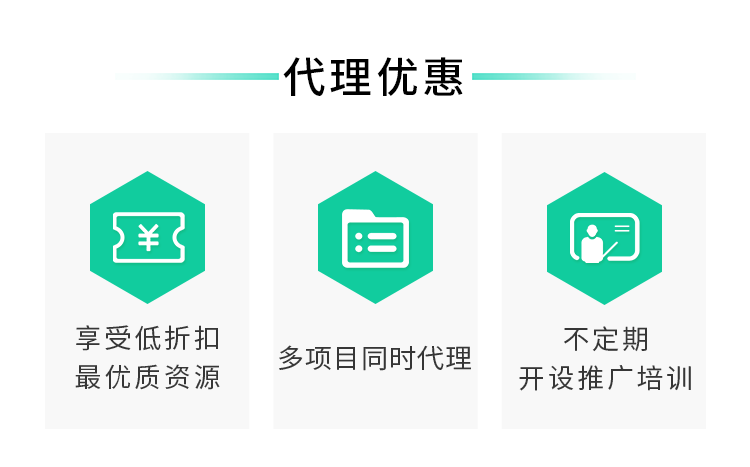 代理优惠
享受低折扣
最优质资源
多项目同时代理
不定期
开设推广培训